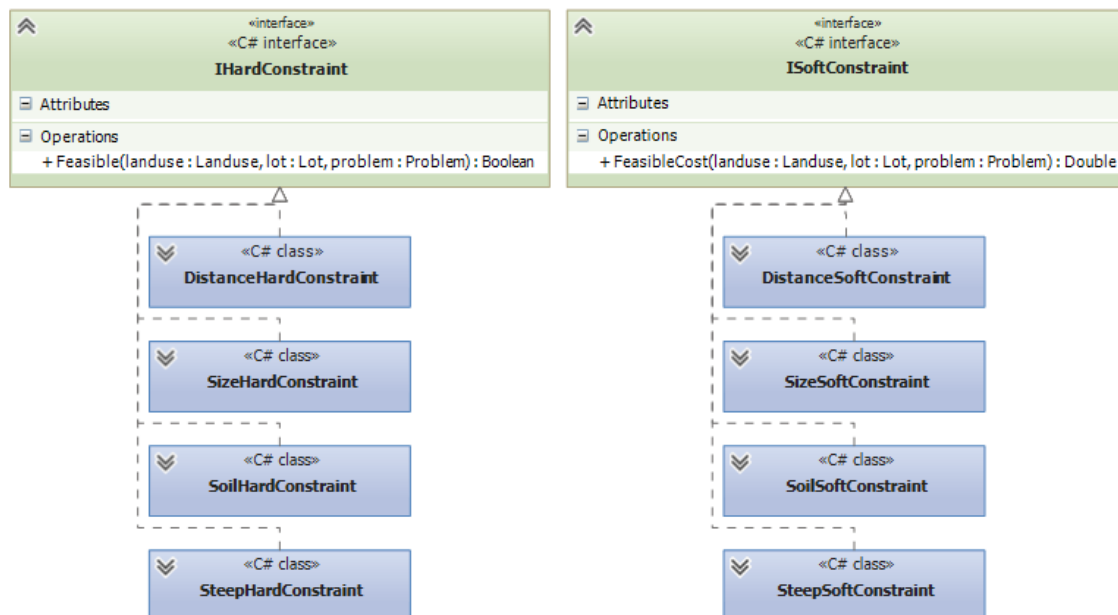 «interface»
«C# interface»
IHardConstraint
Attributes
Operations
+ Feasible(landuse : Landuse, lot : Lot, problem : Problem) : Boolean
«C# class»
DistanceHardConstraint
«C# class»
SizeHardConstraint
«C# class»
SoilHardConstraint
«C# class»
SteepHardConstraint
«interface»
«C# interface»
ISoftConstraint
Attributes
Operations
+ FeasibleCost(landuse : Landuse, lot : Lot, problem : Problem) : Double
«C# class»
DistanceSoftConstraint
«C# class»
SizeSoftConstraint
«C# class»
SoilSoftConstraint
«C# class»
SteepSoftConstraint